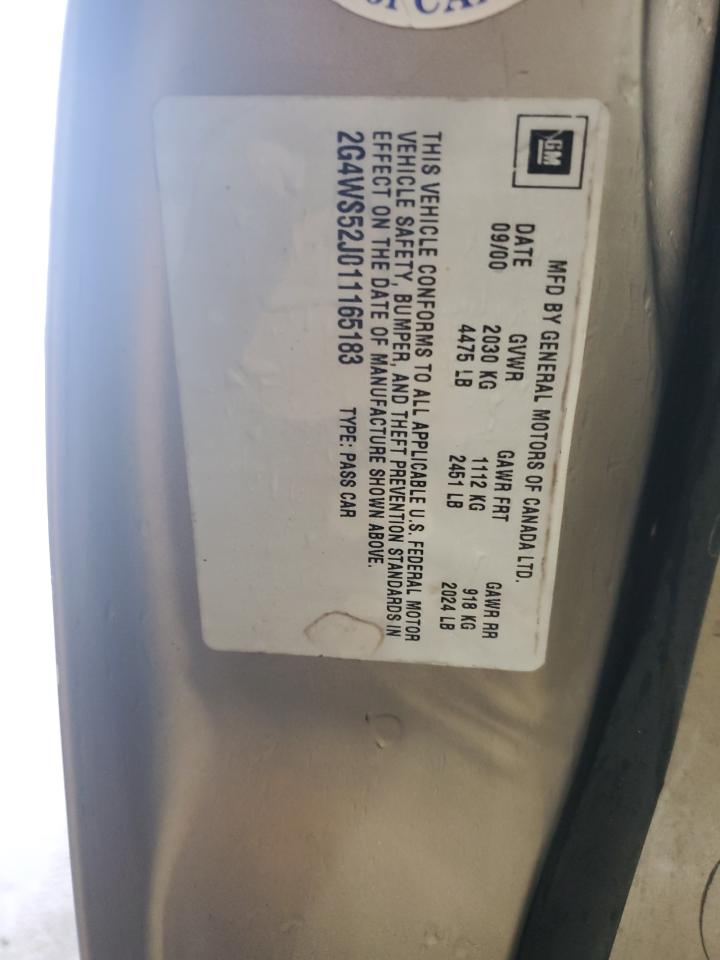 GM
MFD BY GENERAL MOTORS OF CANADA LTD.
DATE GVWR GAWR FRT GAWR RR
09/00 2030 KG 1112 KG 918 KG
4475 LB 2451 LB 2024 LB
THIS VEHICLE CONFORMS TO ALL APPLICABLE U.S. FEDERAL MOTOR
VEHICLE SAFETY, BUMPER, AND THEFT PREVENTION STANDARDS IN
EFFECT ON THE DATE OF MANUFACTURE SHOWN ABOVE.
2G4WS52J011165183 TYPE: PASS CAR